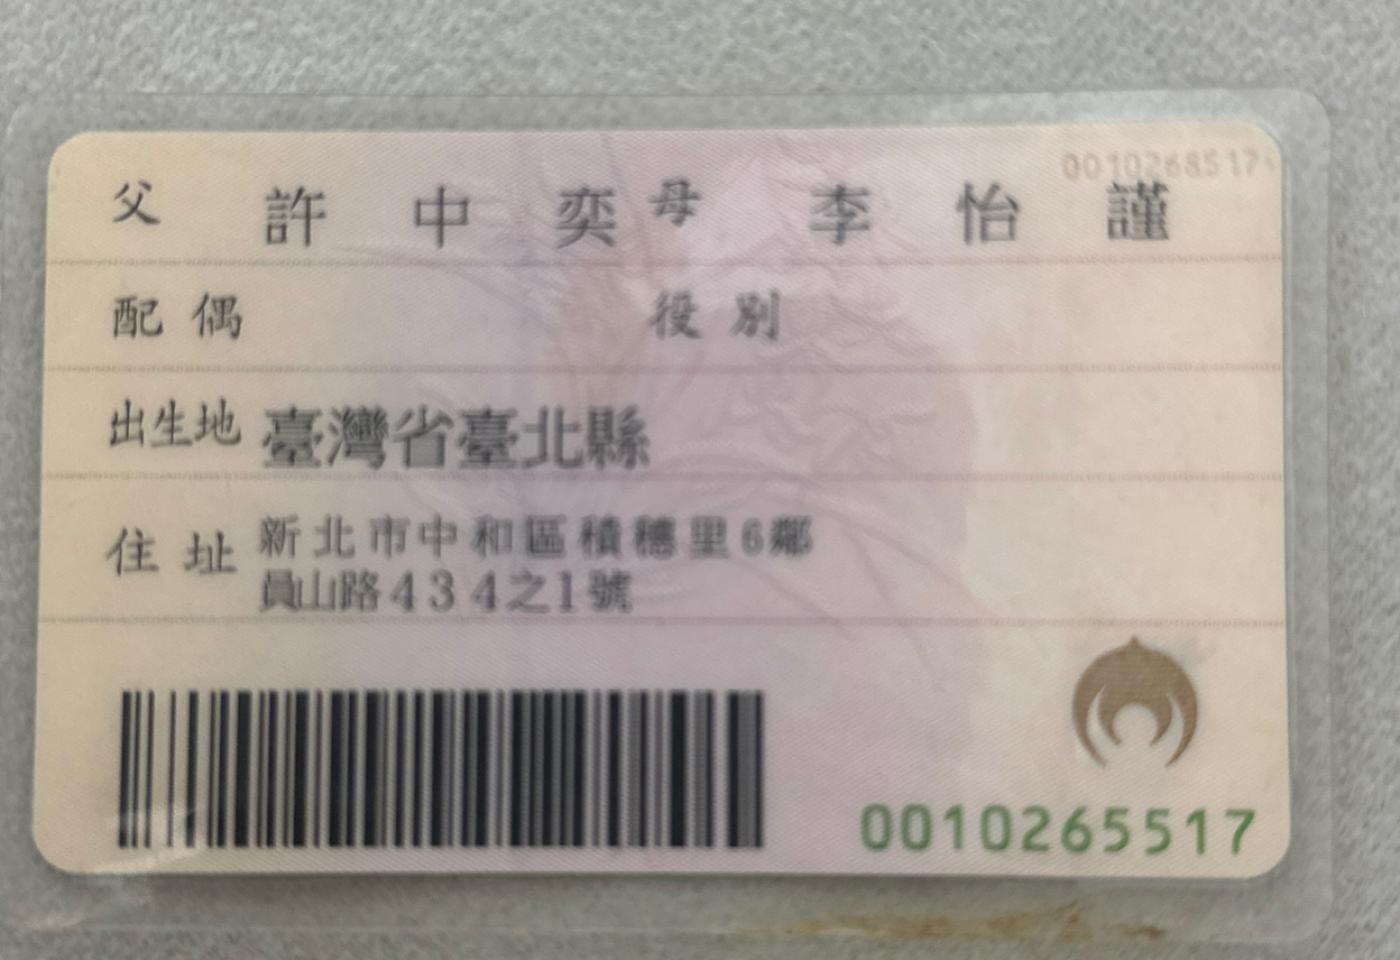 0010268517
父 許中奕 母 李怡謹
配偶 役別
出生地 臺灣省臺北縣
住址 新北市中和區積穗里6鄰
員山路434之1號
0010265517